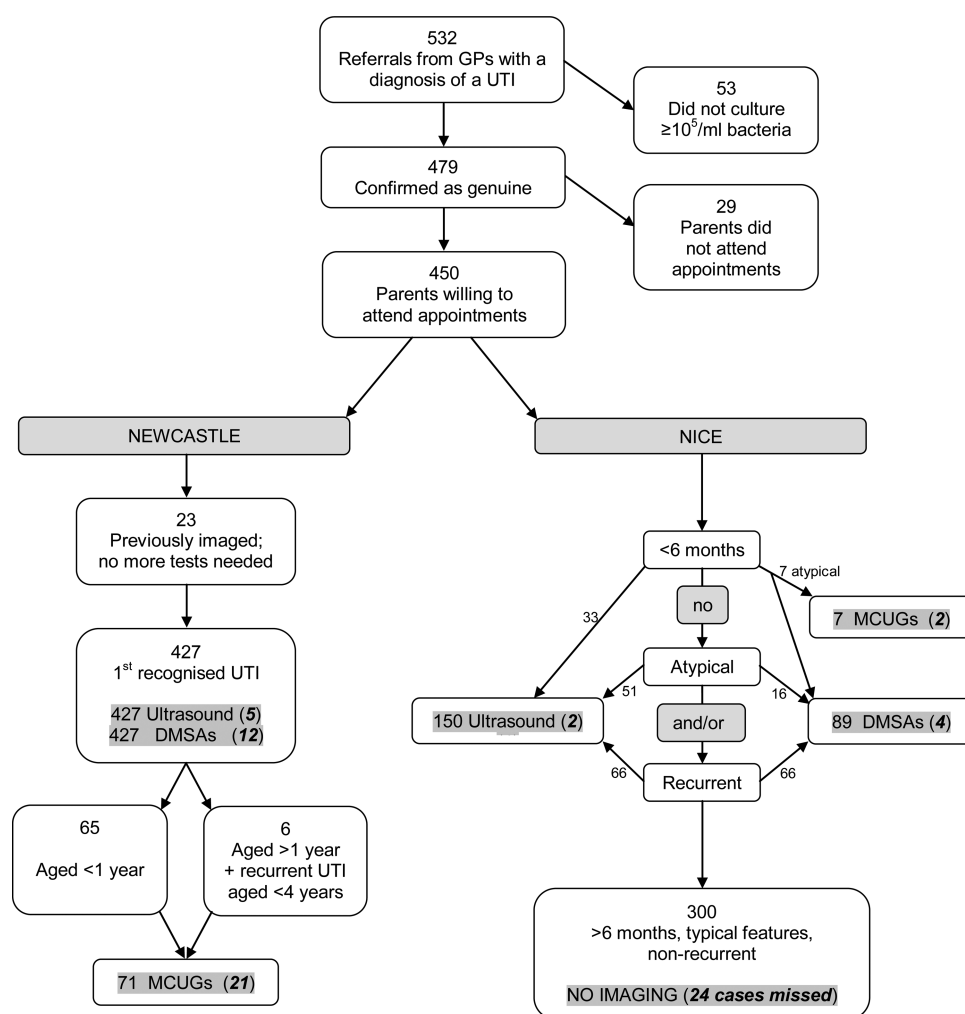 532
Referrals from GPs with a
diagnosis of a UTI
53
Did not culture
≥10⁵/ml bacteria
479
Confirmed as genuine
29
Parents did
not attend
appointments
450
Parents willing to
attend appointments
NEWCASTLE
23
Previously imaged;
no more tests needed
427
1ˢᵗ recognised UTI
427 Ultrasound (5)
427 DMSAs (12)
65
Aged <1 year
6
Aged >1 year
+ recurrent UTI
aged <4 years
71 MCUGs (21)
NICE
<6 months
7 atypical
7 MCUGs (2)
no
33
Atypical
51
16
150 Ultrasound (2)
and/or
89 DMSAs (4)
66
Recurrent
66
300
>6 months, typical features,
non-recurrent
NO IMAGING (24 cases missed)